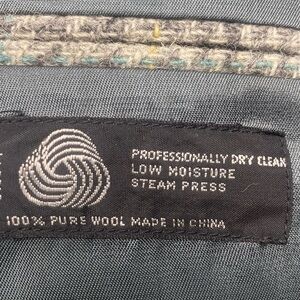 PROFESSIONALLY DRY CLEAN
LOW MOISTURE
STEAM PRESS
100% PURE WOOL MADE IN CHINA